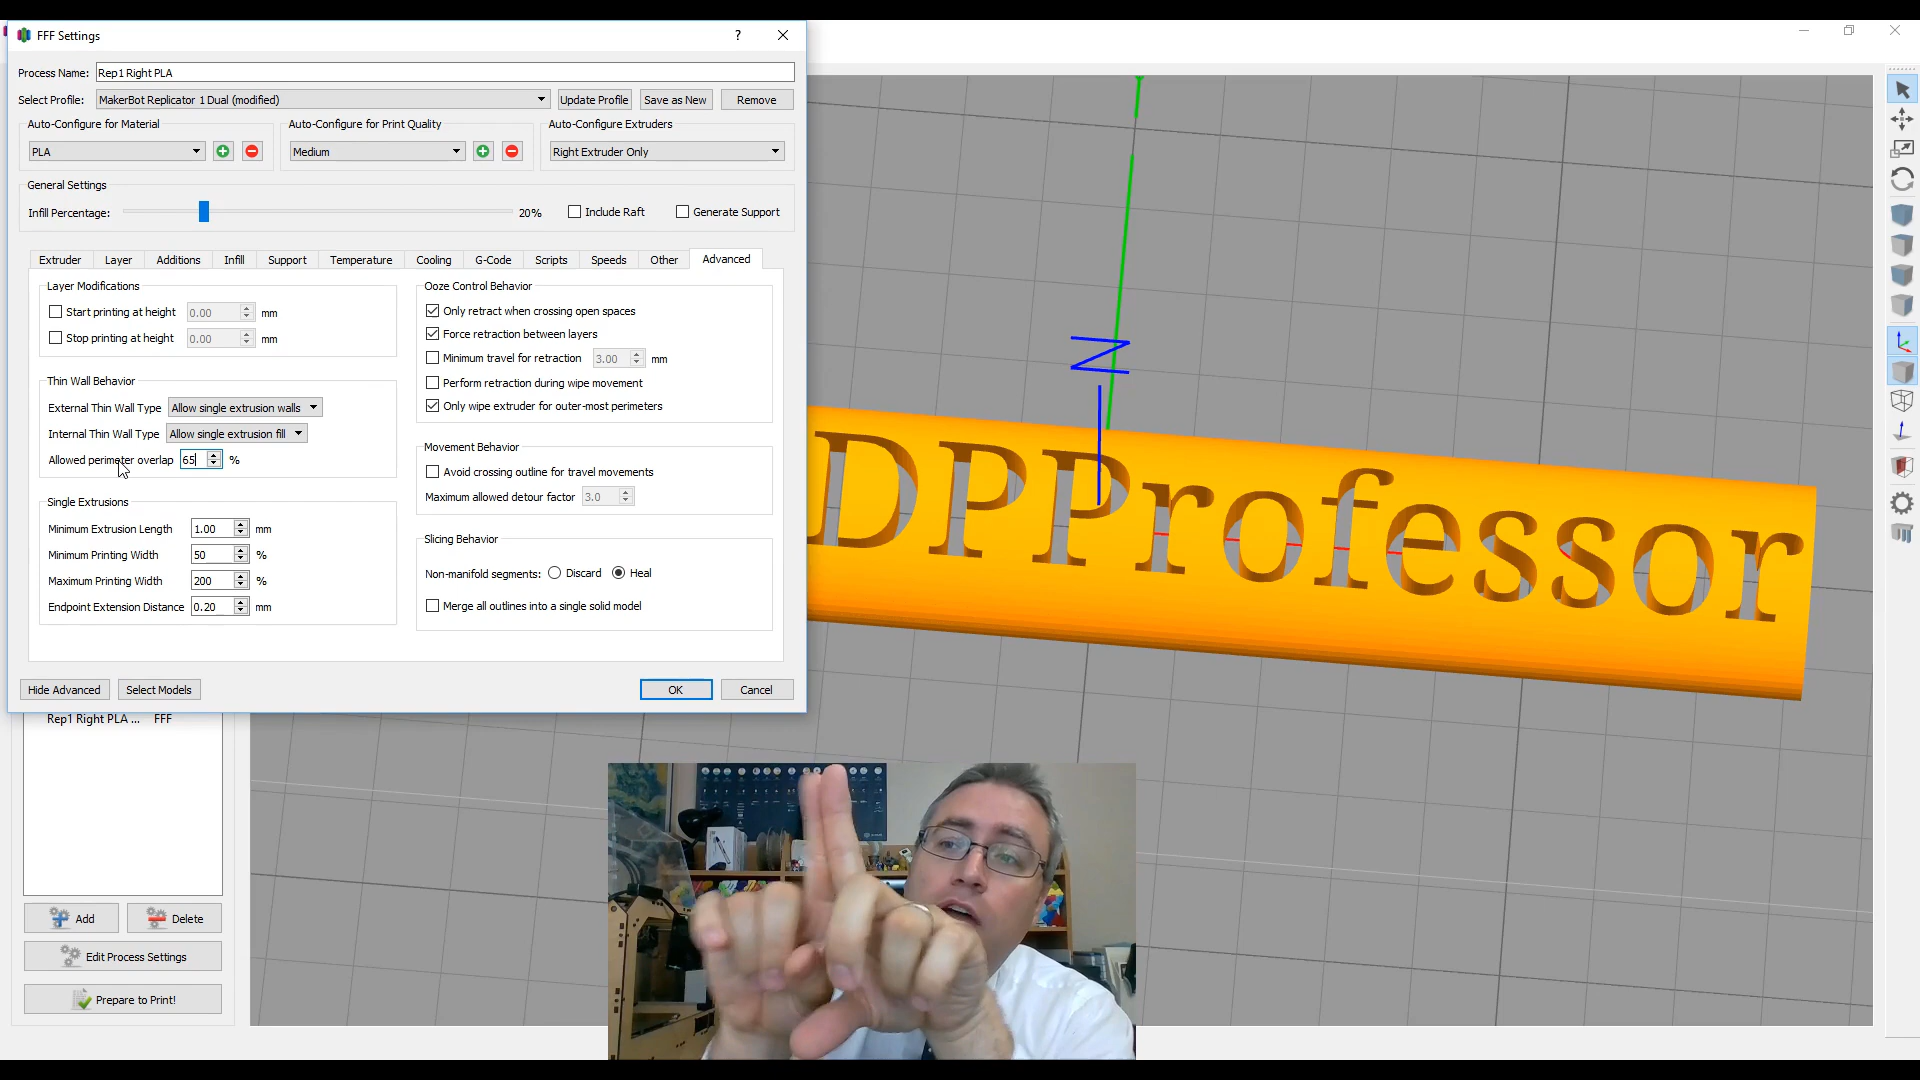 FFF Settings ?
Process Name: Rep1 Right PLA
Select Profile: MakerBot Replicator 1 Dual (modified) Update Profile Save as New Remove
Auto-Configure for Material Auto-Configure for Print Quality Auto-Configure Extruders
PLA Medium Right Extruder Only
General Settings
Infill Percentage: 20% Include Raft Generate Support
Extruder Layer Additions Infill Support Temperature Cooling G-Code Scripts Speeds Other Advanced
Layer Modifications
Start printing at height 0.00 mm
Stop printing at height 0.00 mm
Thin Wall Behavior
External Thin Wall Type Allow single extrusion walls
Internal Thin Wall Type Allow single extrusion fill
Allowed perimeter overlap 65 %
Single Extrusions
Minimum Extrusion Length 1.00 mm
Minimum Printing Width 50 %
Maximum Printing Width 200 %
Endpoint Extension Distance 0.20 mm
Ooze Control Behavior
Only retract when crossing open spaces
Force retraction between layers
Minimum travel for retraction 3.00 mm
Perform retraction during wipe movement
Only wipe extruder for outer-most perimeters
Movement Behavior
Avoid crossing outline for travel movements
Maximum allowed detour factor 3.0
Slicing Behavior
Non-manifold segments: Discard Heal
Merge all outlines into a single solid model
Hide Advanced Select Models OK Cancel
Rep1 Right PLA ... FFF
Add Delete
Edit Process Settings
Prepare to Print!
Z
DPProfessor